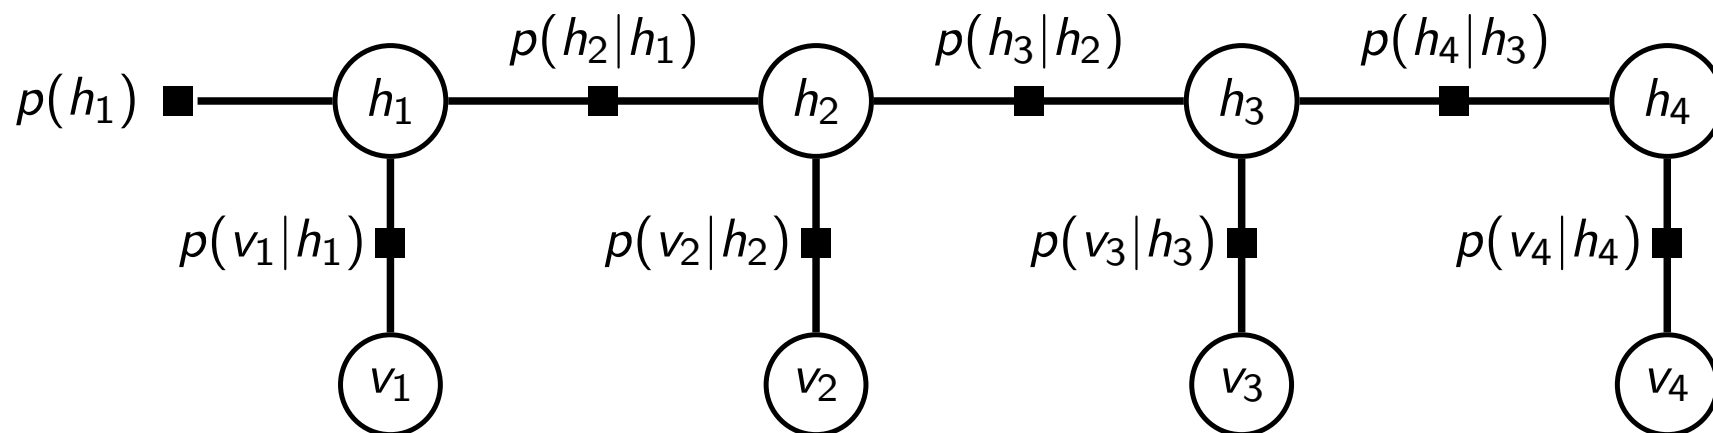 p(h₂|h₁) p(h₃|h₂) p(h₄|h₃)
p(h₁) h₁ h₂ h₃ h₄
p(v₁|h₁) p(v₂|h₂) p(v₃|h₃) p(v₄|h₄)
v₁ v₂ v₃ v₄